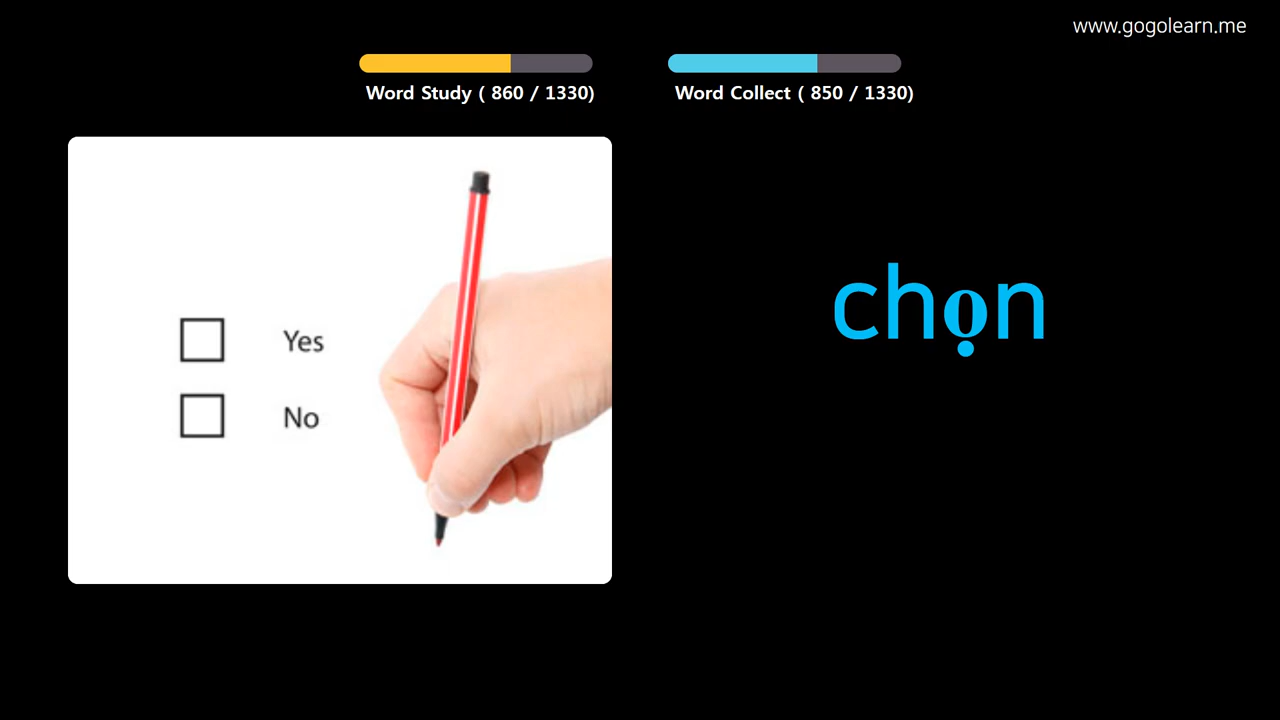 www.gogolearn.me
Word Study ( 860 / 1330)
Word Collect ( 850 / 1330)
Yes
No
chọn